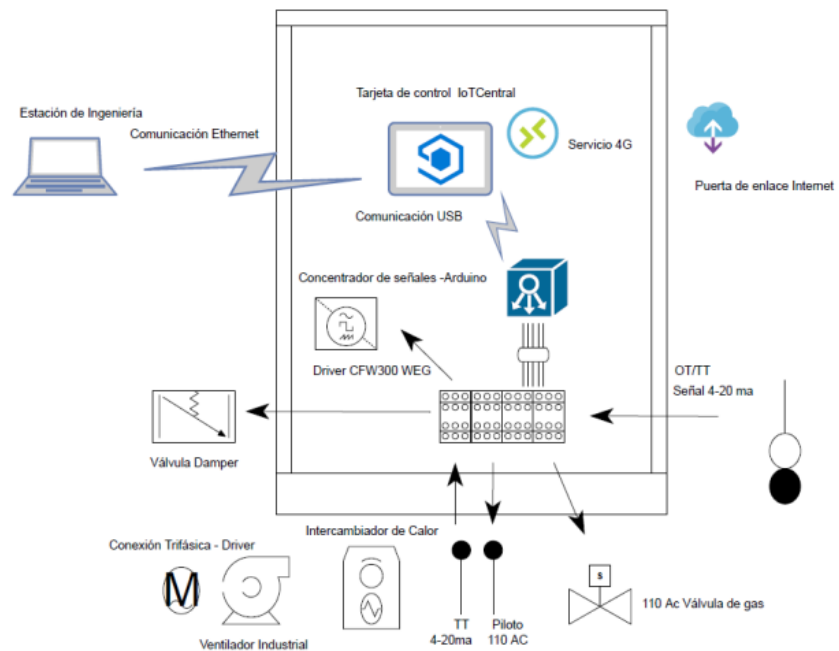 Tarjeta de control IoTCentral
Estación de Ingeniería
Comunicación Ethernet
Servicio 4G
Puerta de enlace Internet
Comunicación USB
Concentrador de señales -Arduino
Driver CFW300 WEG
OT/TT
Señal 4-20 ma
Válvula Damper
Intercambiador de Calor
Conexión Trifásica - Driver
M
S
110 Ac Válvula de gas
TT
4-20ma
Piloto
110 AC
Ventilador Industrial